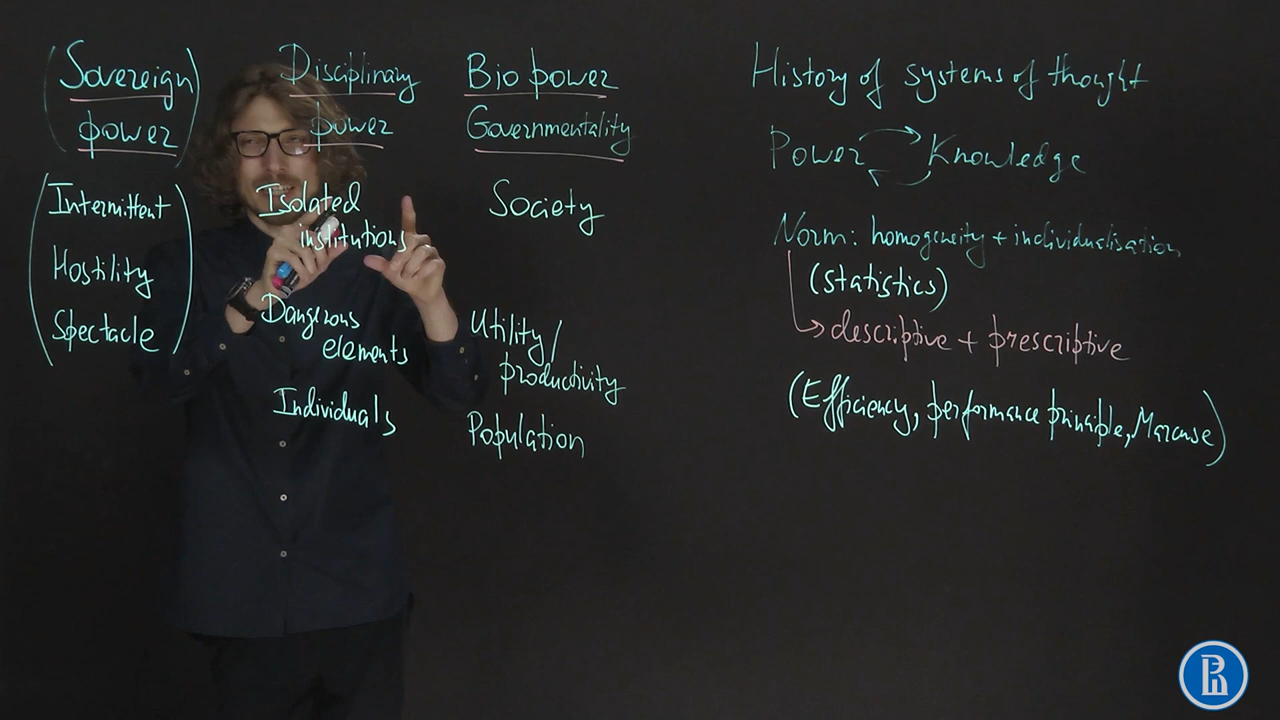 (Sovereign
power)
(Intermittent
Hostility
Spectacle)
Disciplinary
power
Isolated
institutions
Dangerous
elements
Individuals
Bio power
Governmentality
Society
Utility/
productivity
Population
History of systems of thought
Power Knowledge
Norm: homogeneity + individualisation
(statistics)
descriptive + prescriptive
(Efficiency, performance principle, Marcuse)